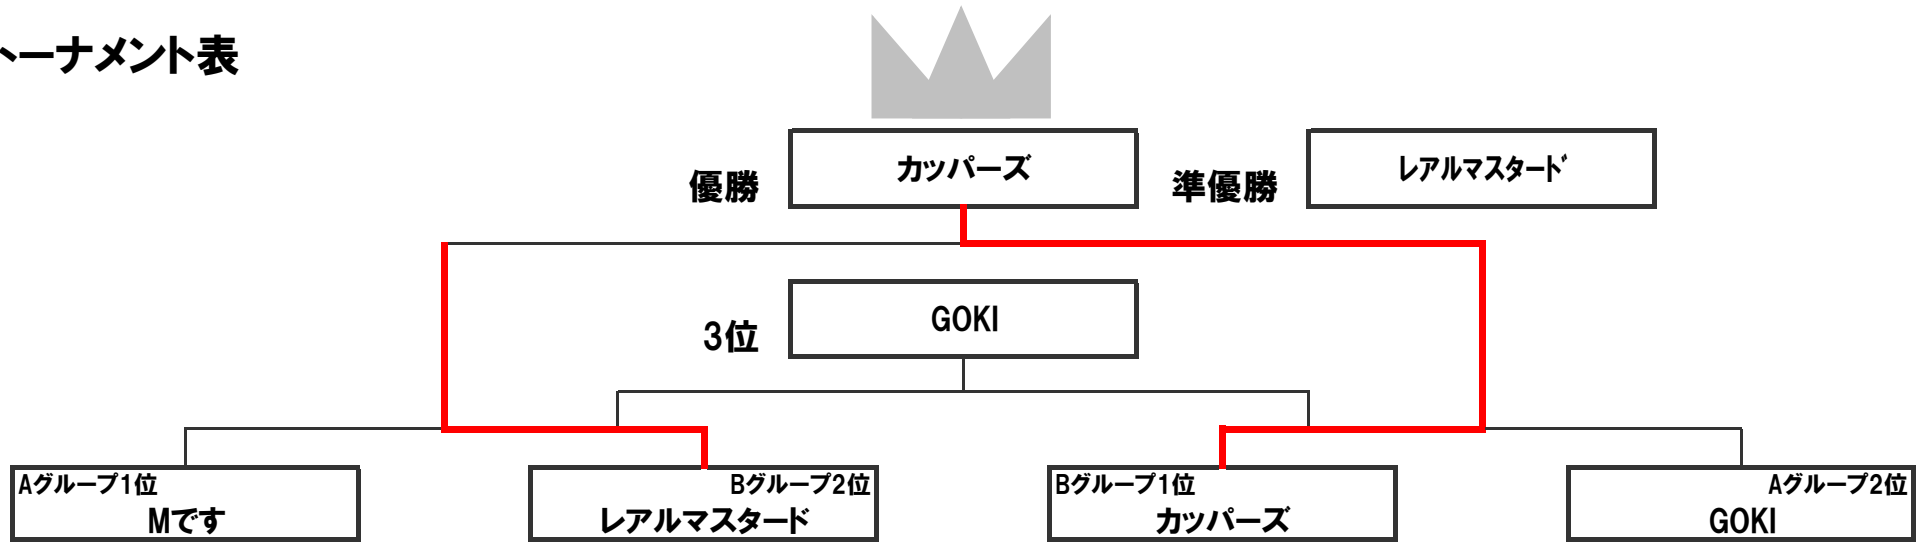 トーナメント表
優勝
カッパーズ
準優勝
レアルマスタード
3位
GOKI
Aグループ1位
Mです
Bグループ2位
レアルマスタード
Bグループ1位
カッパーズ
Aグループ2位
GOKI